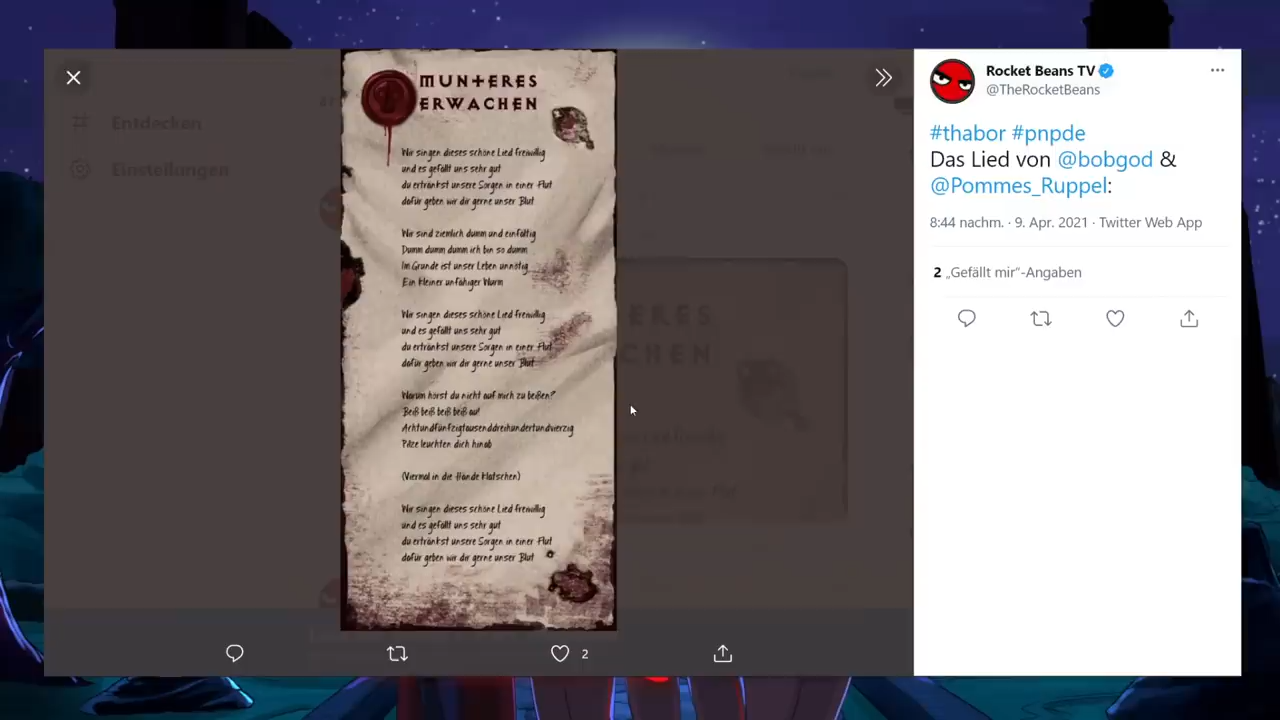 MUNTERES
ERWACHEN
Wir singen dieses schöne Lied freiwillig
und es gefällt uns sehr gut
du ertränkst unsere Sorgen in einer Flut
dafür geben wir dir gerne unser Blut
Wir sind ziemlich dumm und einfältig
Dumm dumm dumm ich bin so dumm
Im Grunde ist unser Leben unnötig
Ein kleiner unfähiger Wurm
Wir singen dieses schöne Lied freiwillig
und es gefällt uns sehr gut
du ertränkst unsere Sorgen in einer Flut
dafür geben wir dir gerne unser Blut
Warum hörst du nicht auf mich zu beißen?"
Beiß beiß beiß beiß au!
Achtundfünfzigtausenddreihundertundvierzig
Pilze leuchten dich hinab
(Viermal in die Hände klatschen)
Wir singen dieses schöne Lied freiwillig
und es gefällt uns sehr gut
du ertränkst unsere Sorgen in einer Flut
dafür geben wir dir gerne unser Blut
Entdecken
Einstellungen
2
Rocket Beans TV
@TheRocketBeans
#thabor #pnpde
Das Lied von @bobgod &
@Pommes_Ruppel:
8:44 nachm. · 9. Apr. 2021 · Twitter Web App
2 „Gefällt mir"-Angaben